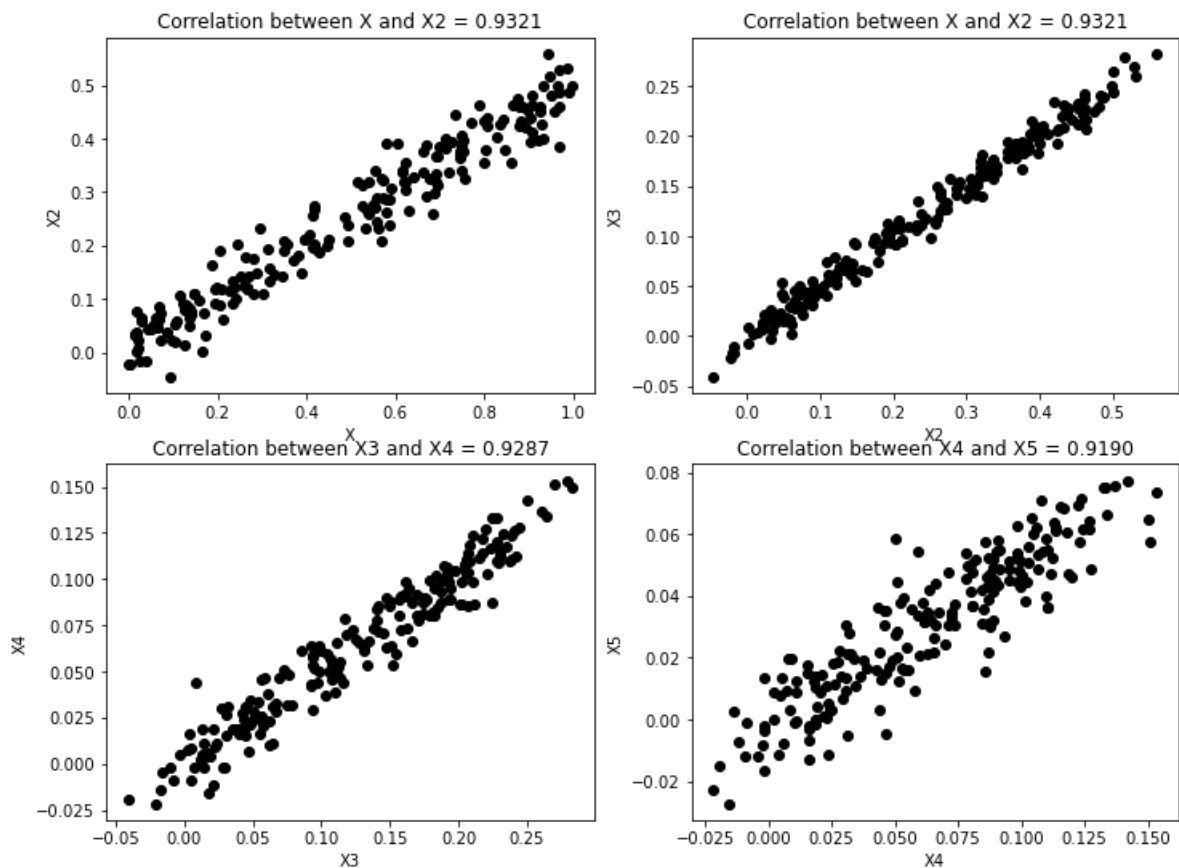 Correlation between X and X2 = 0.9321
X2
0.5
0.4
0.3
0.2
0.1
0.0
0.0 0.2 0.4 0.6 0.8 1.0
X
Correlation between X and X2 = 0.9321
X3
0.25
0.20
0.15
0.10
0.05
0.00
−0.05
0.0 0.1 0.2 0.3 0.4 0.5
X2
Correlation between X3 and X4 = 0.9287
X4
0.150
0.125
0.100
0.075
0.050
0.025
0.000
−0.025
−0.05 0.00 0.05 0.10 0.15 0.20 0.25
X3
Correlation between X4 and X5 = 0.9190
X5
0.08
0.06
0.04
0.02
0.00
−0.02
−0.025 0.000 0.025 0.050 0.075 0.100 0.125 0.150
X4